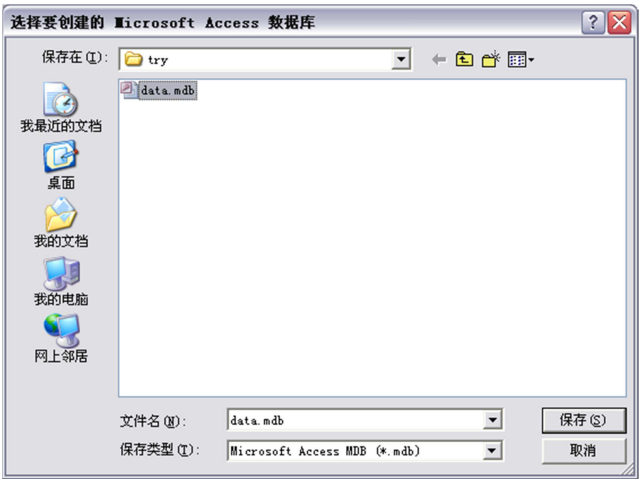 选择要创建的 Microsoft Access 数据库
保存在(I):
try
data.mdb
我最近的文档
桌面
我的文档
我的电脑
网上邻居
文件名(N):
data.mdb
保存(S)
保存类型(T):
Microsoft Access MDB (*.mdb)
取消